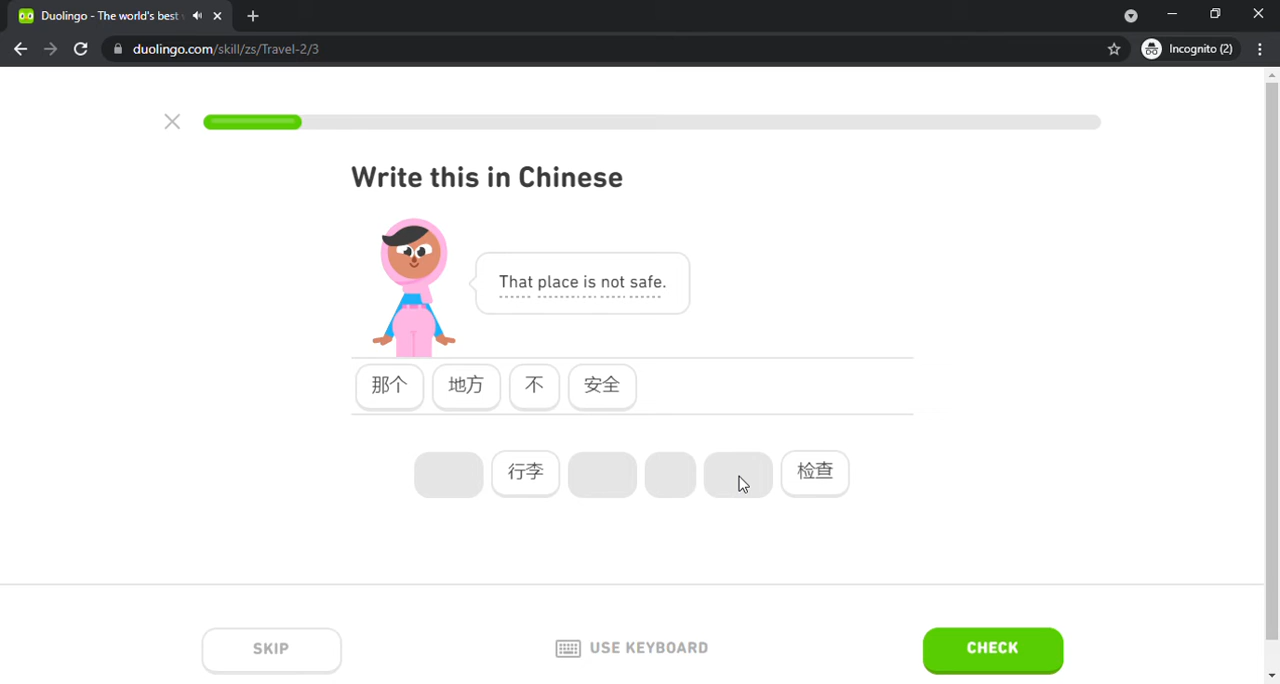 Duolingo - The world's best
duolingo.com/skill/zs/Travel-2/3
Incognito (2)
Write this in Chinese
That place is not safe.
那个 地方 不 安全
行李 检查
SKIP
USE KEYBOARD
CHECK